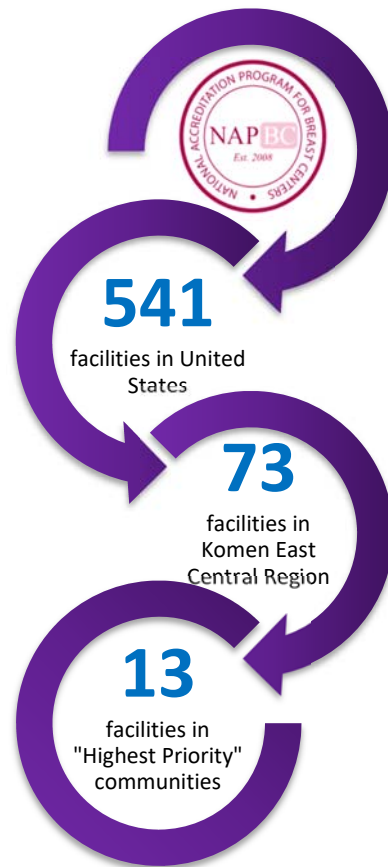 NATIONAL ACCREDITATION PROGRAM FOR BREAST CENTERS
NAPBC
Est. 2008
541
facilities in United
States
73
facilities in
Komen East
Central Region
13
facilities in
"Highest Priority"
communities